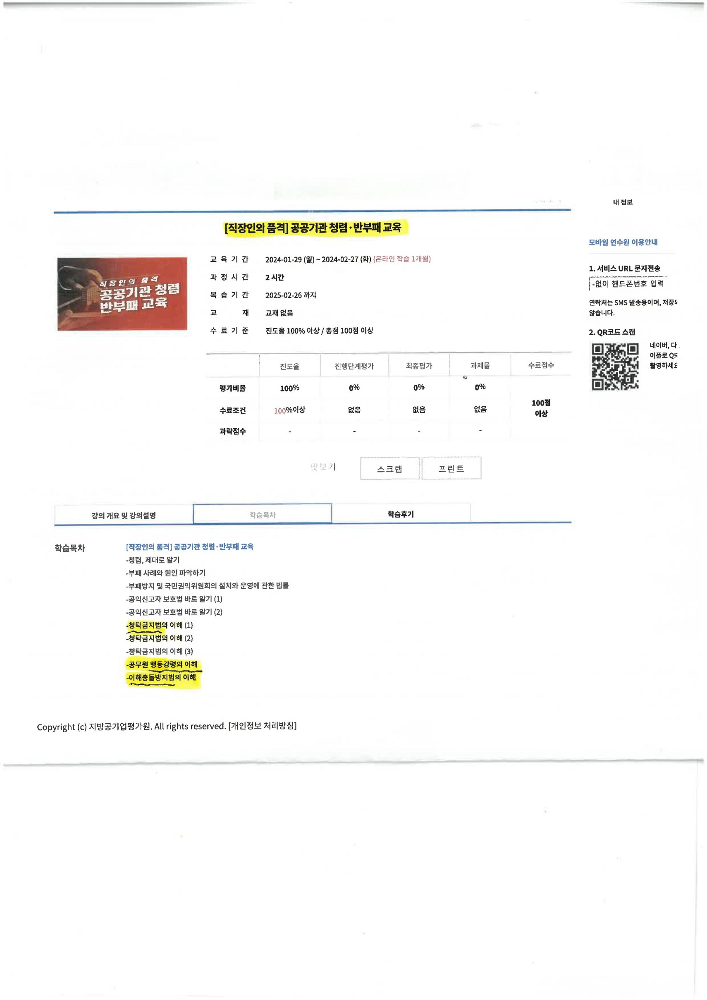 내 정보
[직장인의 품격] 공공기관 청렴·반부패 교육
직장인의 품격
공공기관 청렴
반부패 교육
교육기간 2024-01-29 (월) ~ 2024-02-27 (화) (온라인 학습 1개월)
과정시간 2 시간
복습기간 2025-02-26 까지
교재 교재 없음
수료기준 진도율 100% 이상 / 총점 100점 이상
진도율 진행단계평가 최종평가 과제물 수료점수
평가비율 100% 0% 0% 0%
수료조건 100%이상 없음 없음 없음
100점
이상
과락점수 - - - -
맛보기 스크랩 프린트
모바일 연수원 이용안내
1. 서비스 URL 문자전송
-없이 핸드폰번호 입력
연락처는 SMS 발송용이며, 저장
않습니다.
2. QR코드 스캔
네이버, 다
어플로 QR
촬영하세요
강의 개요 및 강의설명 학습목차 학습후기
학습목차
[직장인의 품격] 공공기관 청렴·반부패 교육
-청렴, 제대로 알기
-부패 사례와 원인 파악하기
-부패방지 및 국민권익위원회의 설치와 운영에 관한 법률
-공익신고자 보호법 바로 알기 (1)
-공익신고자 보호법 바로 알기 (2)
-청탁금지법의 이해 (1)
-청탁금지법의 이해 (2)
-청탁금지법의 이해 (3)
-공무원 행동강령의 이해
-이해충돌방지법의 이해
Copyright (c) 지방공기업평가원. All rights reserved. [개인정보 처리방침]